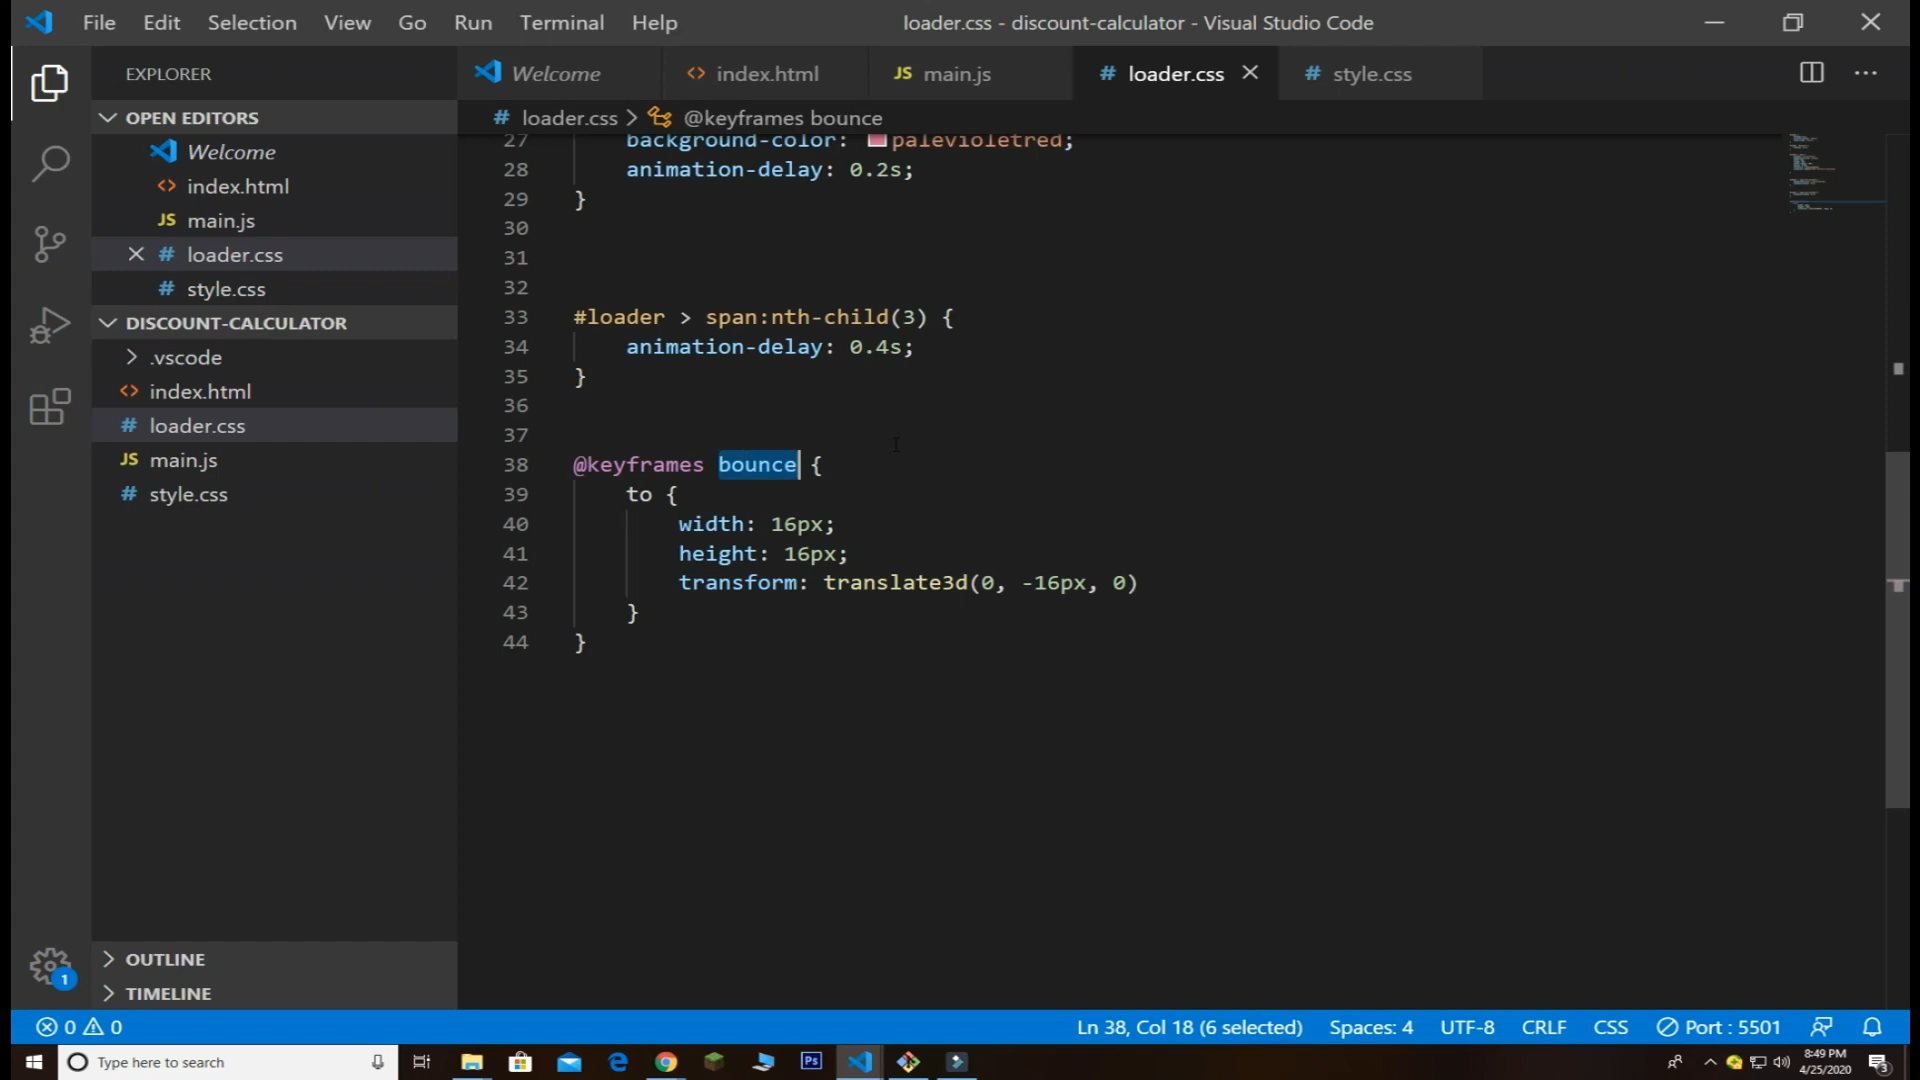 File Edit Selection View Go Run Terminal Help loader.css - discount-calculator - Visual Studio Code
EXPLORER
OPEN EDITORS
Welcome
index.html
JS main.js
# loader.css
# style.css
DISCOUNT-CALCULATOR
.vscode
index.html
# loader.css
JS main.js
# style.css
OUTLINE
TIMELINE
Welcome index.html JS main.js # loader.css # style.css
# loader.css > @keyframes bounce
27 background-color: palevioletred;
28 animation-delay: 0.2s;
29 }
30
31
32
33 #loader > span:nth-child(3) {
34 animation-delay: 0.4s;
35 }
36
37
38 @keyframes bounce {
39 to {
40 width: 16px;
41 height: 16px;
42 transform: translate3d(0, -16px, 0)
43 }
44 }
1
0 0 Ln 38, Col 18 (6 selected) Spaces: 4 UTF-8 CRLF CSS Port : 5501
Type here to search Ps 8:49 PM
4/25/2020 3